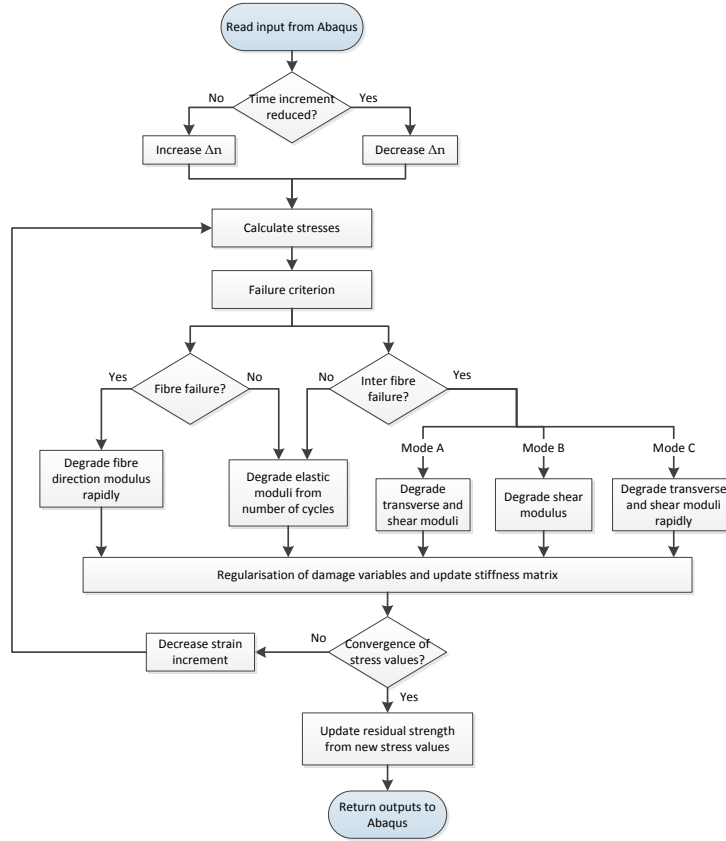 Read input from Abaqus
Time increment
reduced?
No
Yes
Increase Δn
Decrease Δn
Calculate stresses
Failure criterion
Yes
Fibre failure?
No
No
Inter fibre
failure?
Yes
Mode A
Mode B
Mode C
Degrade fibre
direction modulus
rapidly
Degrade elastic
moduli from
number of cycles
Degrade
transverse and
shear moduli
Degrade shear
modulus
Degrade transverse
and shear moduli
rapidly
Regularisation of damage variables and update stiffness matrix
Decrease strain
increment
No
Convergence of
stress values?
Yes
Update residual strength
from new stress values
Return outputs to
Abaqus